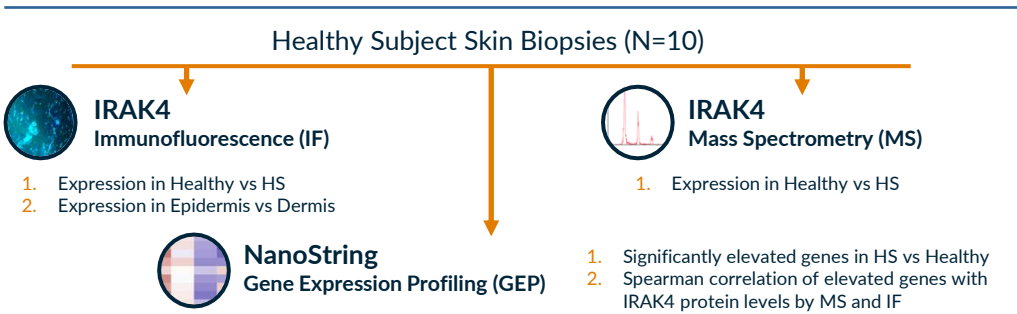 Healthy Subject Skin Biopsies (N=10)
IRAK4
Immunofluorescence (IF)
1. Expression in Healthy vs HS
2. Expression in Epidermis vs Dermis
IRAK4
Mass Spectrometry (MS)
1. Expression in Healthy vs HS
NanoString
Gene Expression Profiling (GEP)
1. Significantly elevated genes in HS vs Healthy
2. Spearman correlation of elevated genes with
IRAK4 protein levels by MS and IF